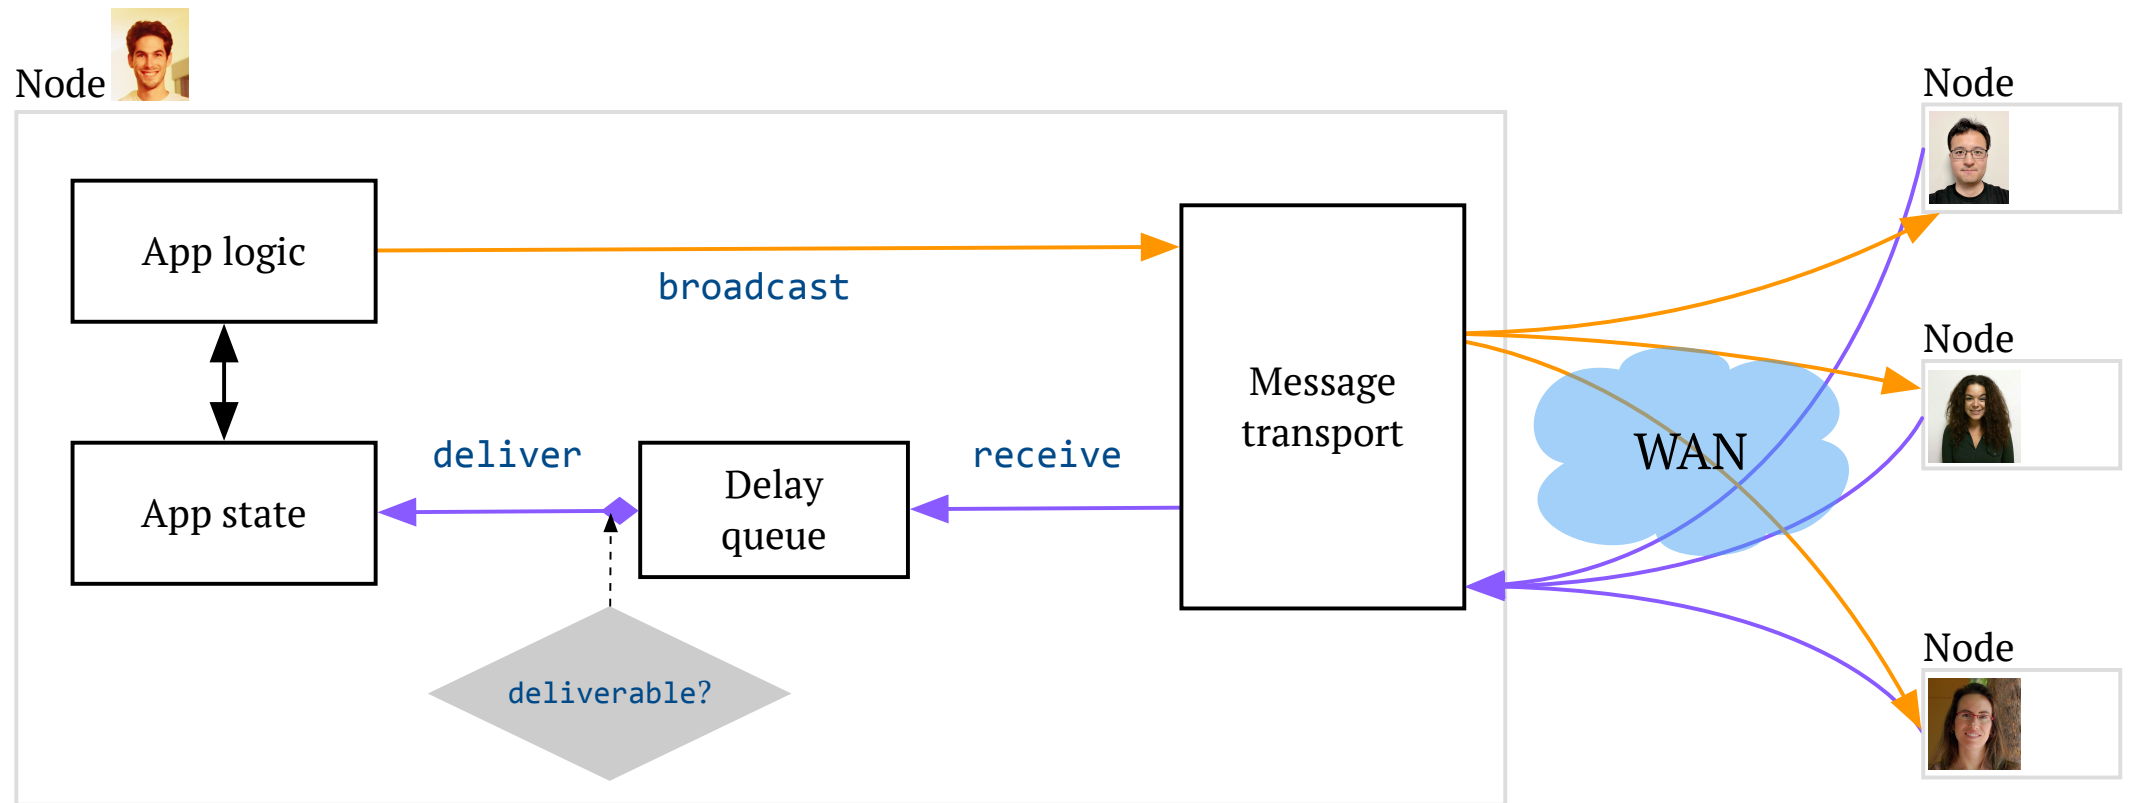 Node
Node
App logic
broadcast
Message
transport
Node
WAN
deliver
receive
Delay
queue
App state
Node
deliverable?